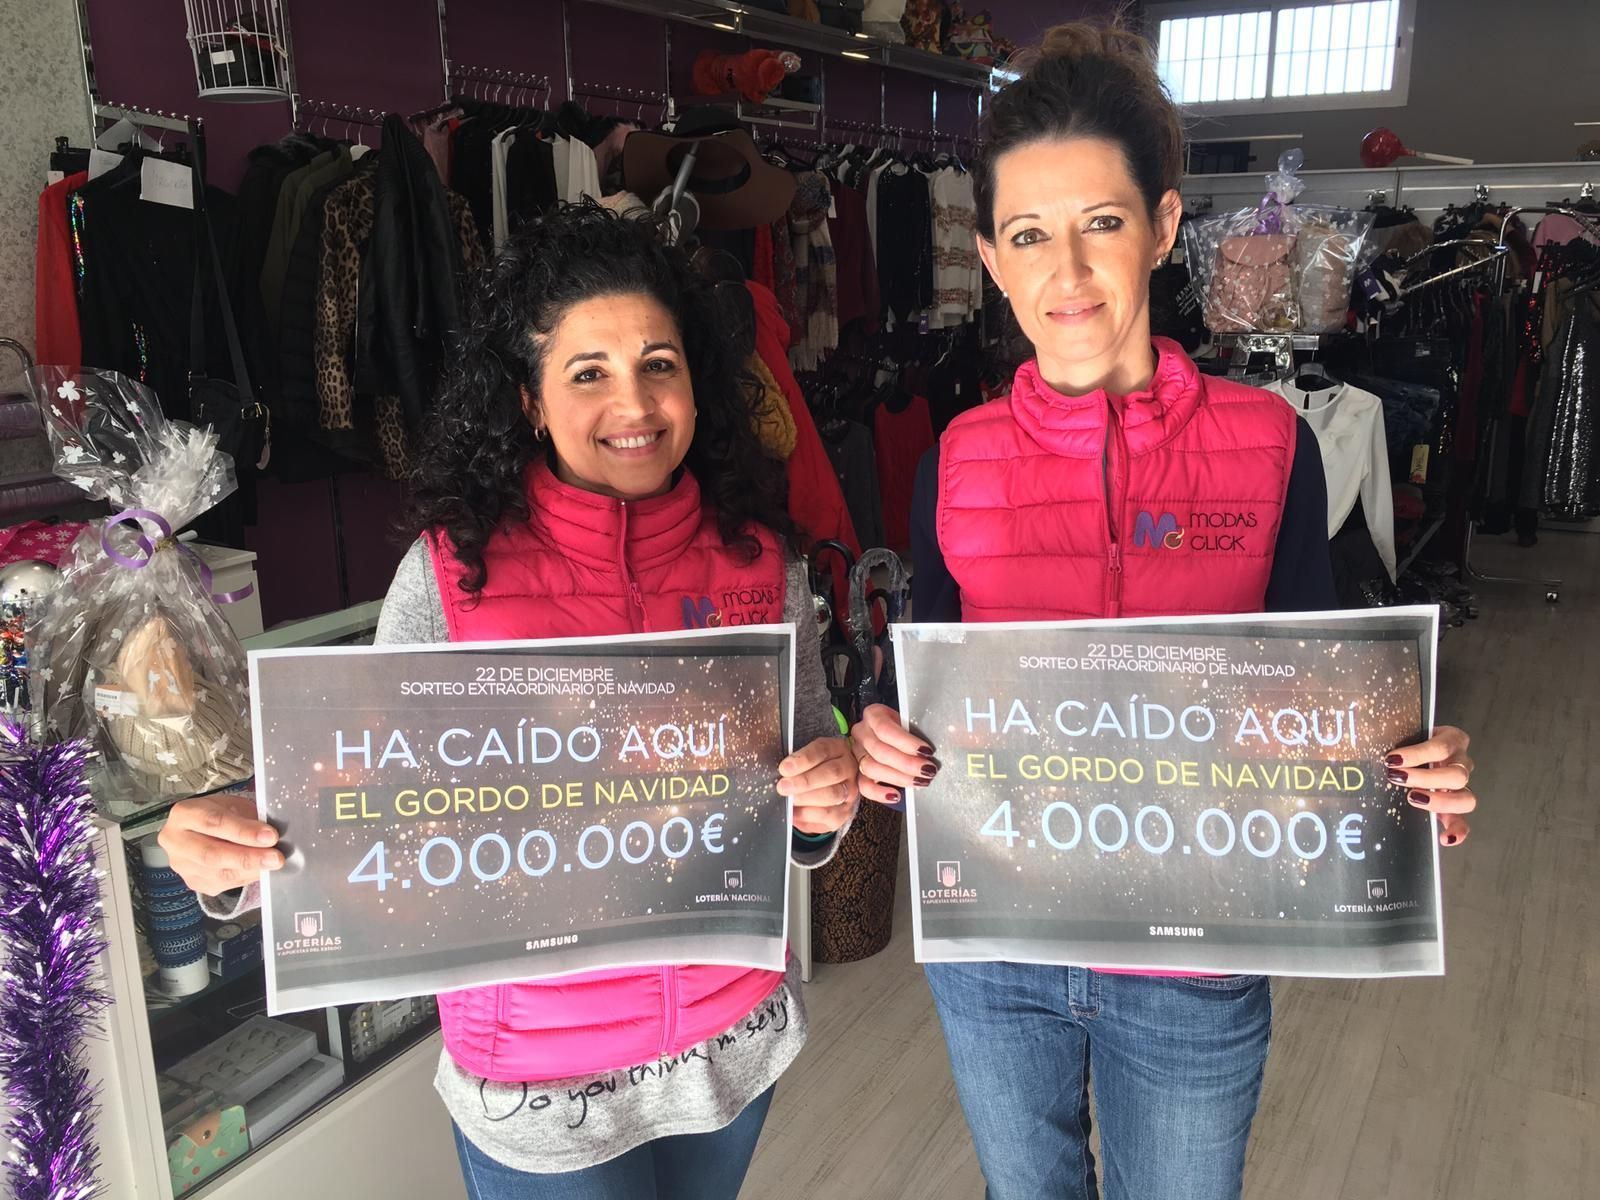 MODAS
CLICK
MODAS
CLICK
22 DE DICIEMBRE
SORTEO EXTRAORDINARIO DE NAVIDAD
HA CAÍDO AQUÍ
EL GORDO DE NAVIDAD
4.000.000€
LOTERÍAS
Y APUESTAS DEL ESTADO
LOTERÍA NACIONAL
SAMSUNG
22 DE DICIEMBRE
SORTEO EXTRAORDINARIO DE NAVIDAD
HA CAÍDO AQUÍ
EL GORDO DE NAVIDAD
4.000.000€
LOTERÍAS
Y APUESTAS DEL ESTADO
LOTERÍA NACIONAL
SAMSUNG
Do you think I'm sexy